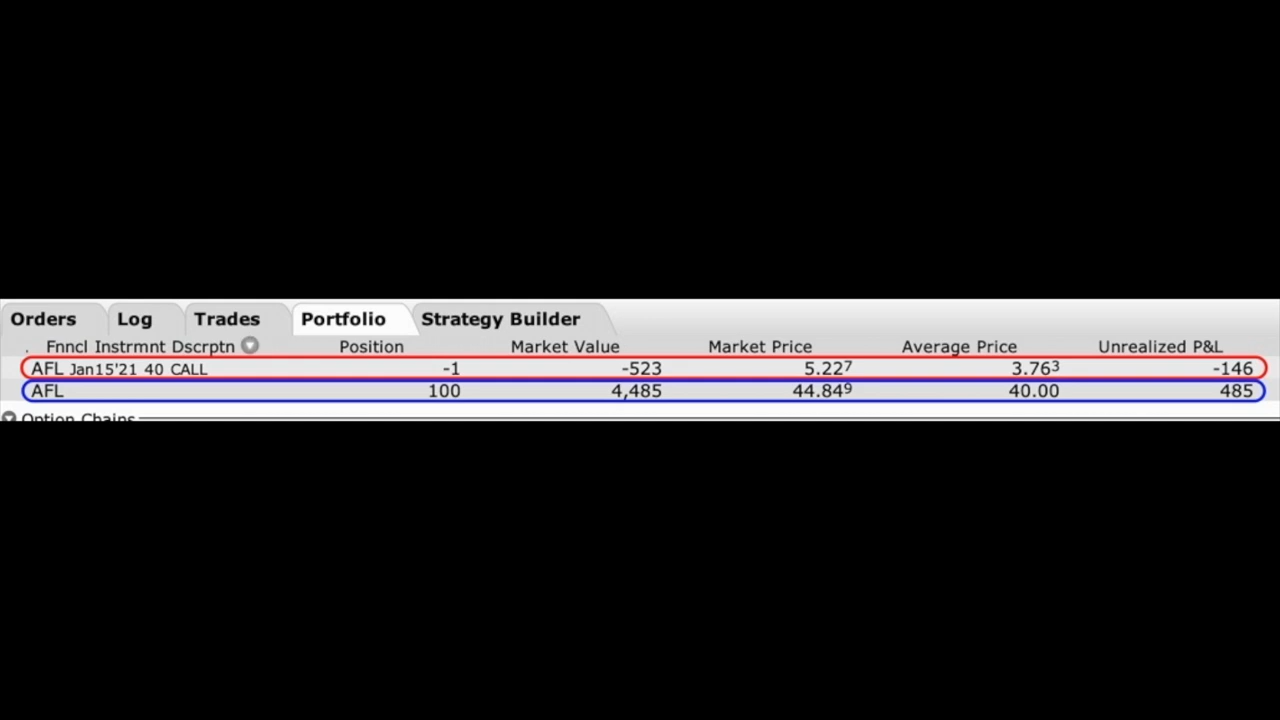 Orders Log Trades Portfolio Strategy Builder
. Fnncl Instrmnt Dscrptn Position Market Value Market Price Average Price Unrealized P&L
AFL Jan15'21 40 CALL -1 -523 5.227 3.763 -146
AFL 100 4,485 44.849 40.00 485
Option Chains